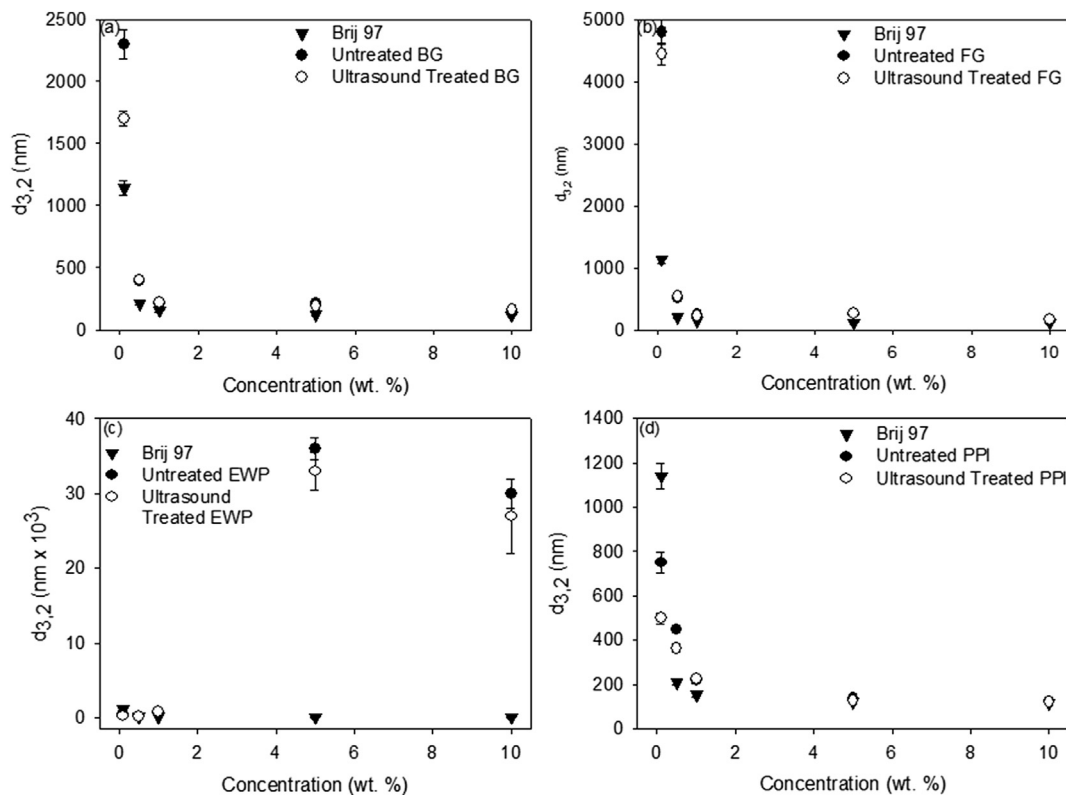 (a)
Brij 97
Untreated BG
Ultrasound Treated BG
2500
2000
1500
1000
500
0
d3,2 (nm)
0 2 4 6 8 10
Concentration (wt. %)
(b)
Brij 97
Untreated FG
Ultrasound Treated FG
5000
4000
3000
2000
1000
0
d3,2 (nm)
0 2 4 6 8 10
Concentration (wt. %)
(c)
Brij 97
Untreated EWP
Ultrasound
Treated EWP
40
30
20
10
0
d3,2 (nm x 10³)
0 2 4 6 8 10
Concentration (wt. %)
(d)
Brij 97
Untreated PPI
Ultrasound Treated PPI
1400
1200
1000
800
600
400
200
0
d3,2 (nm)
0 2 4 6 8 10
Concentration (wt. %)